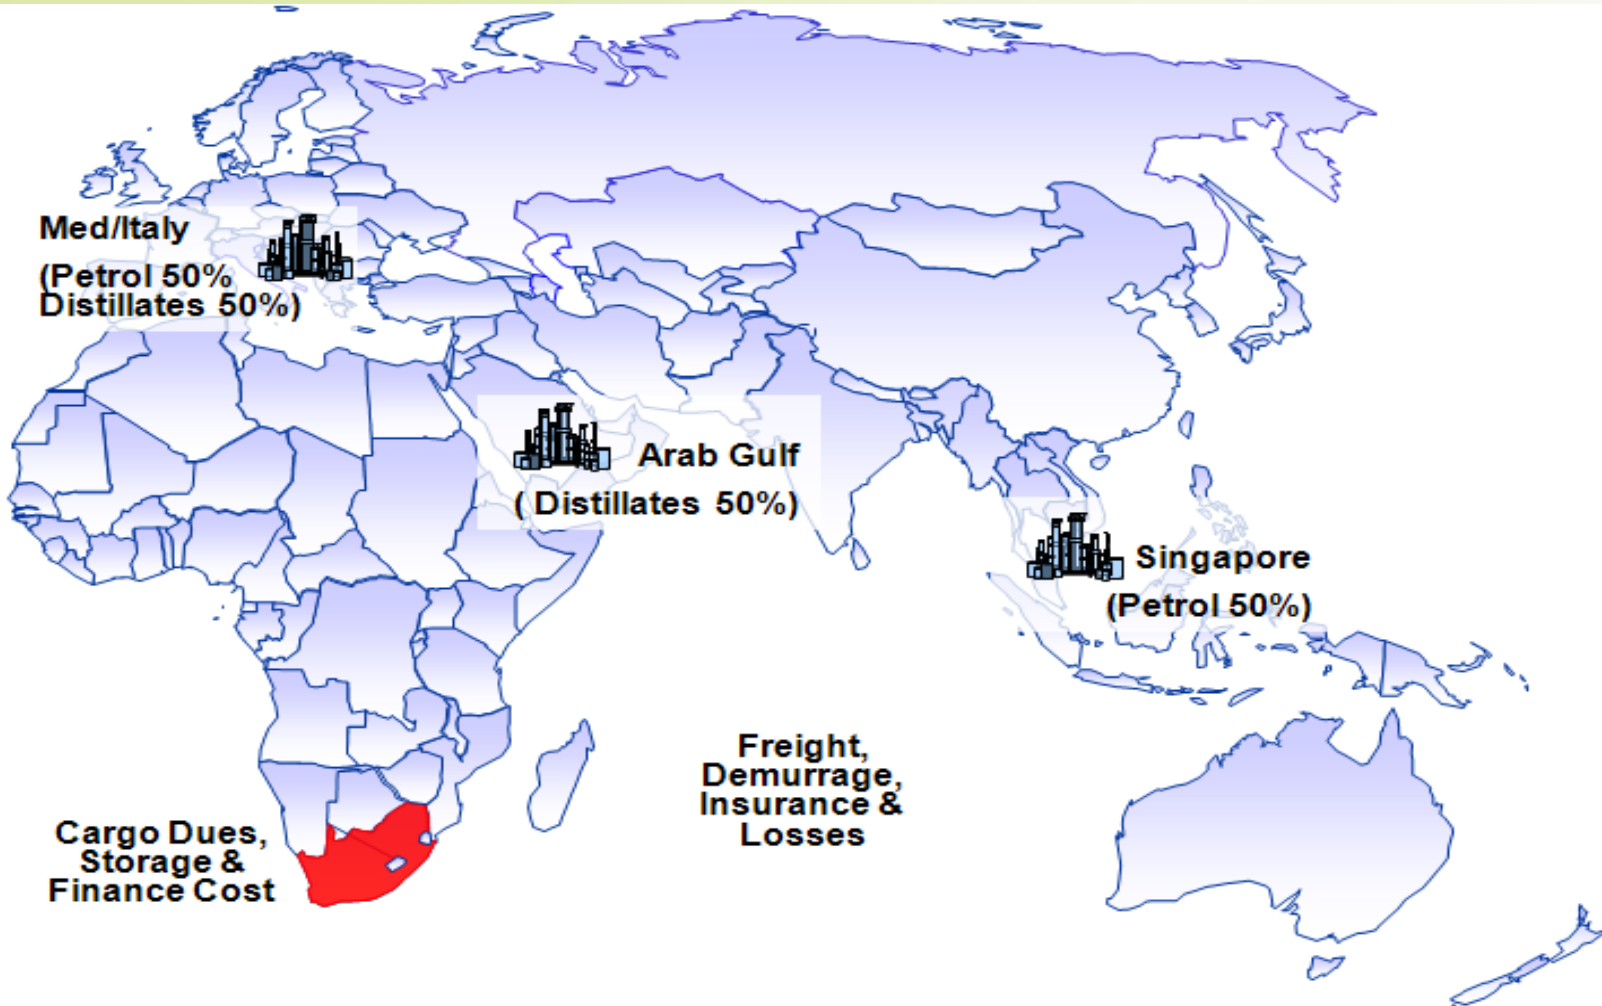 Med/Italy
(Petrol 50%
Distillates 50%)
Arab Gulf
( Distillates 50%)
Singapore
(Petrol 50%)
Freight,
Demurrage,
Insurance &
Losses
Cargo Dues,
Storage &
Finance Cost